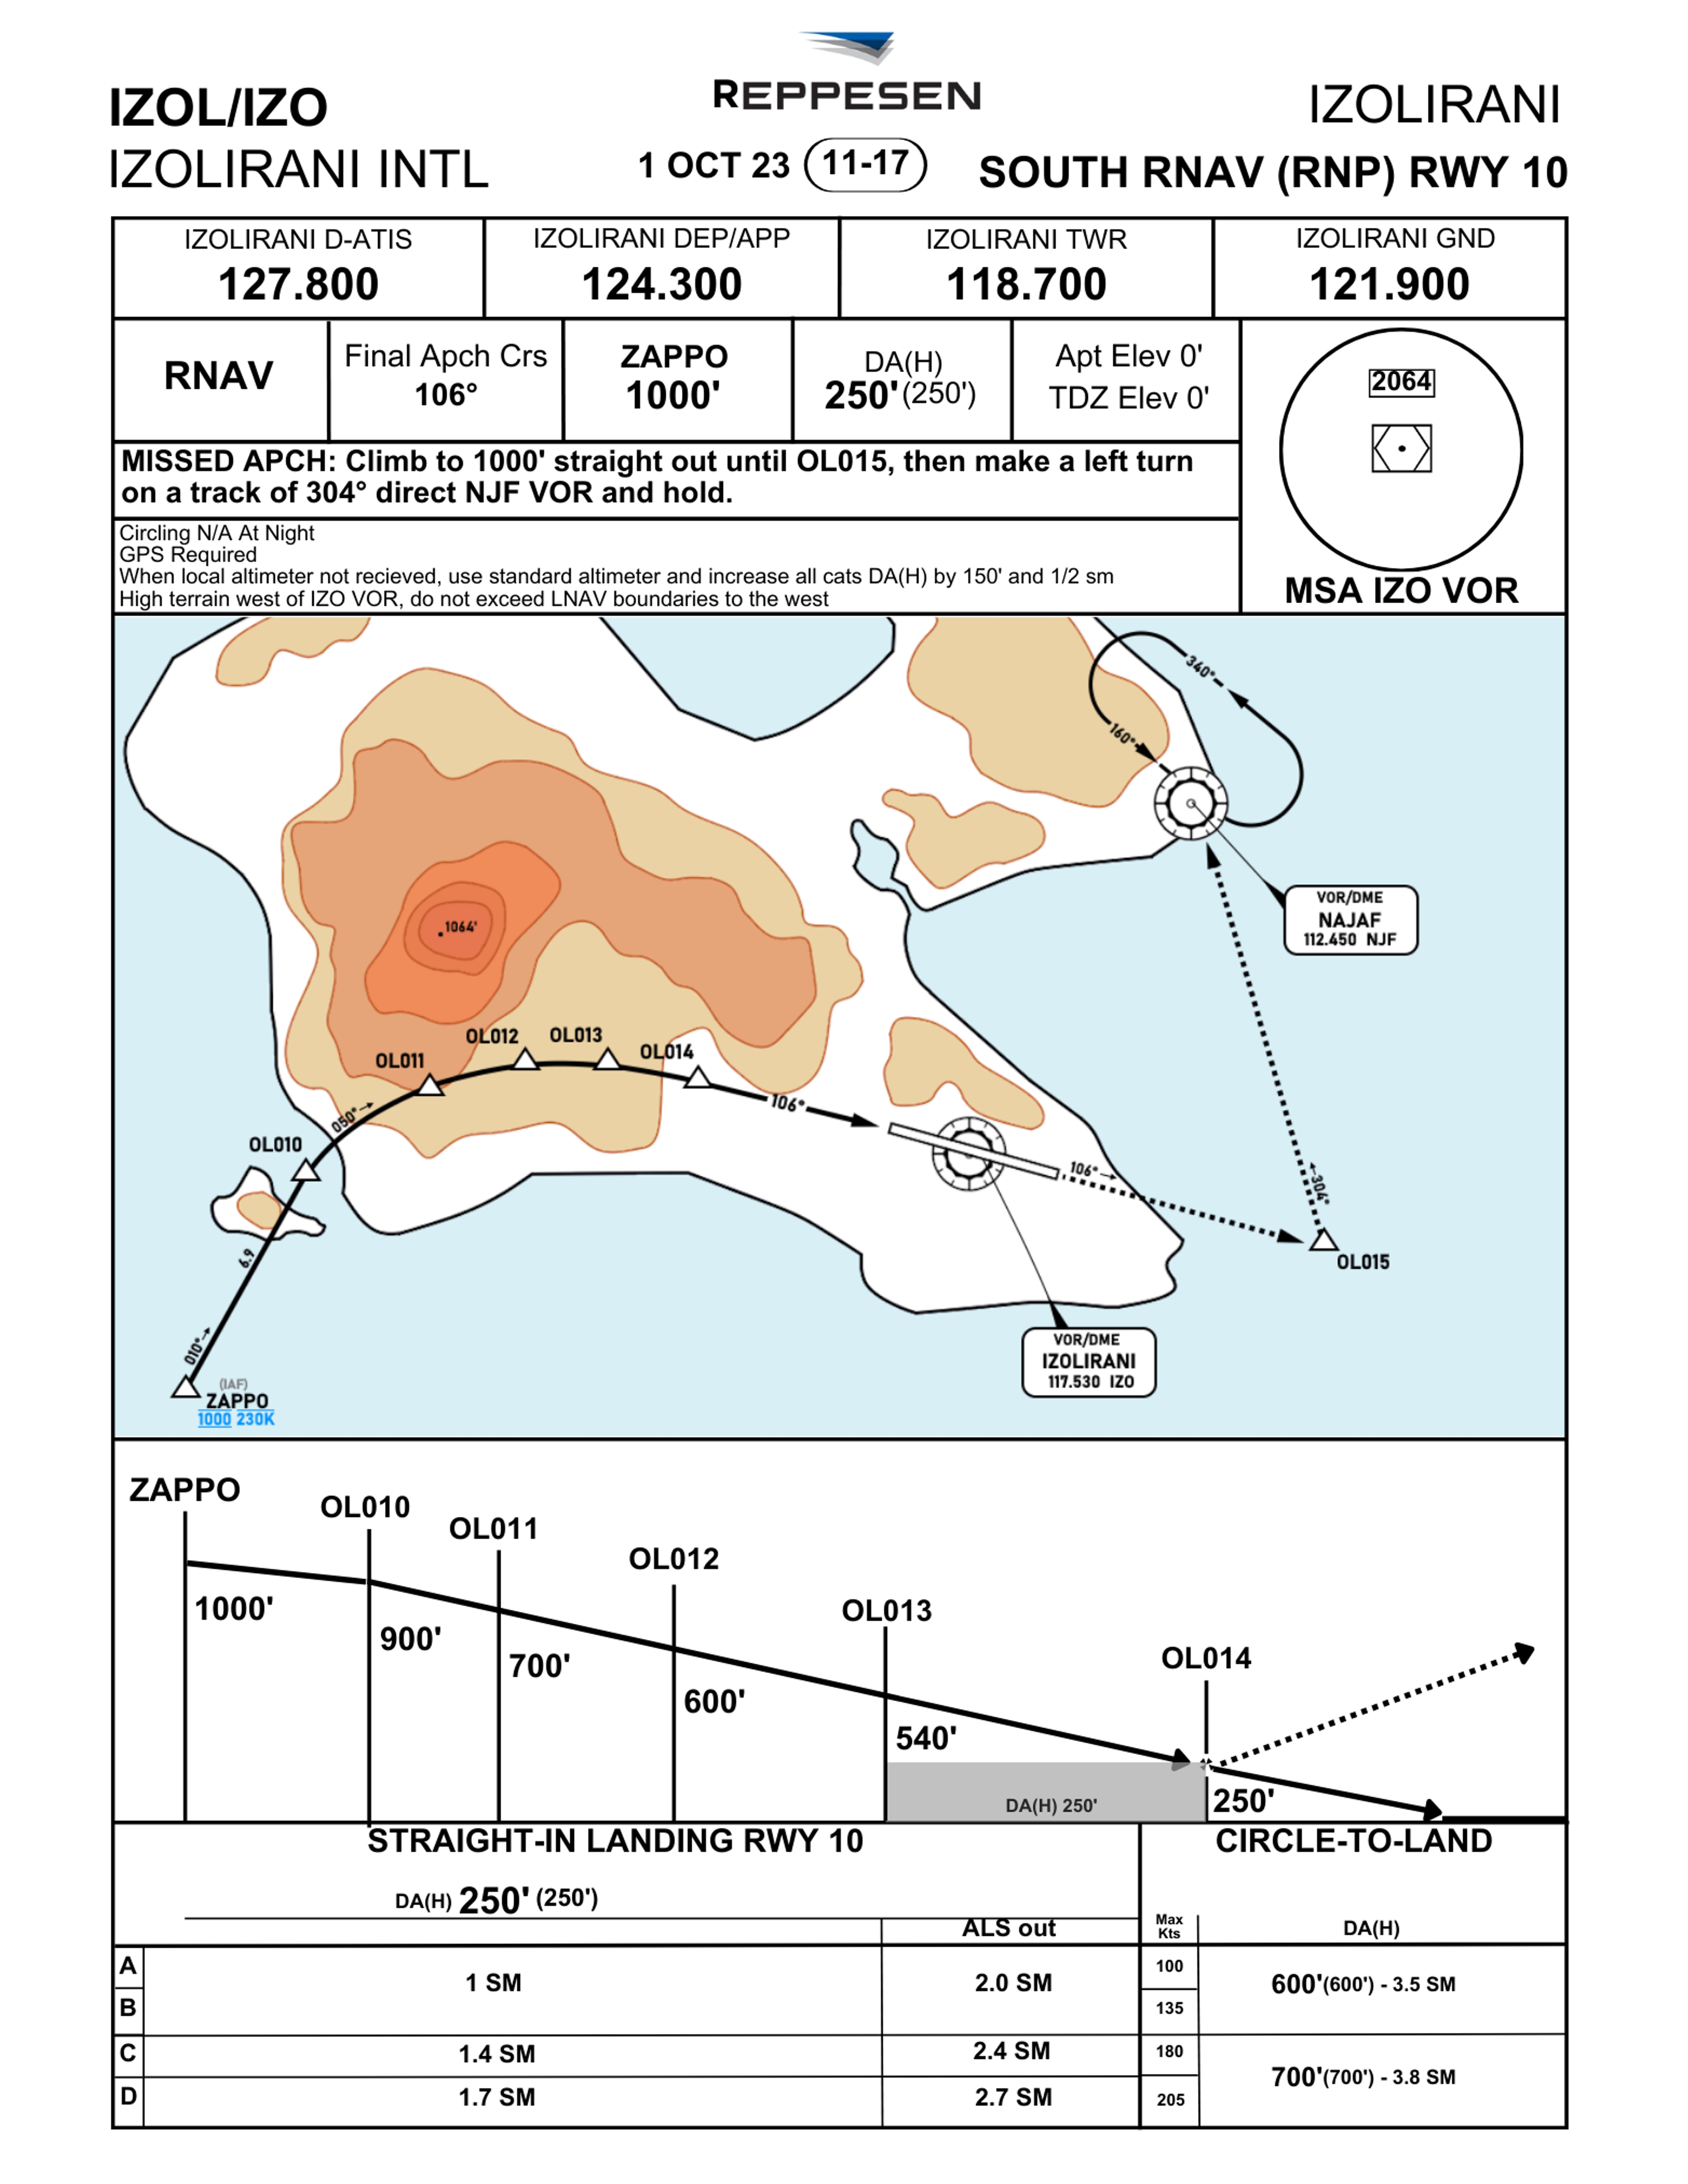 REPPESEN
IZOL/IZO
IZOLIRANI INTL
1 OCT 23 11-17
IZOLIRANI
SOUTH RNAV (RNP) RWY 10
IZOLIRANI D-ATIS
127.800
IZOLIRANI DEP/APP
124.300
IZOLIRANI TWR
118.700
IZOLIRANI GND
121.900
RNAV
Final Apch Crs
106°
ZAPPO
1000'
DA(H)
250' (250')
Apt Elev 0'
TDZ Elev 0'
2064
MSA IZO VOR
MISSED APCH: Climb to 1000' straight out until OL015, then make a left turn
on a track of 304° direct NJF VOR and hold.
Circling N/A At Night
GPS Required
When local altimeter not recieved, use standard altimeter and increase all cats DA(H) by 150' and 1/2 sm
High terrain west of IZO VOR, do not exceed LNAV boundaries to the west
340°
160°
VOR/DME
NAJAF
112.450 NJF
1064'
OL012
OL013
OL014
OL011
050°
106°
OL010
106°
304°
OL015
6.9
010°
VOR/DME
IZOLIRANI
117.530 IZO
(IAF)
ZAPPO
1000 230K
ZAPPO
OL010
OL011
OL012
OL013
OL014
1000'
900'
700'
600'
540'
250'
DA(H) 250'
STRAIGHT-IN LANDING RWY 10
CIRCLE-TO-LAND
DA(H) 250' (250')
ALS out
Max
Kts
DA(H)
A
B
1 SM
2.0 SM
100
135
600'(600') - 3.5 SM
C
1.4 SM
2.4 SM
180
700'(700') - 3.8 SM
D
1.7 SM
2.7 SM
205